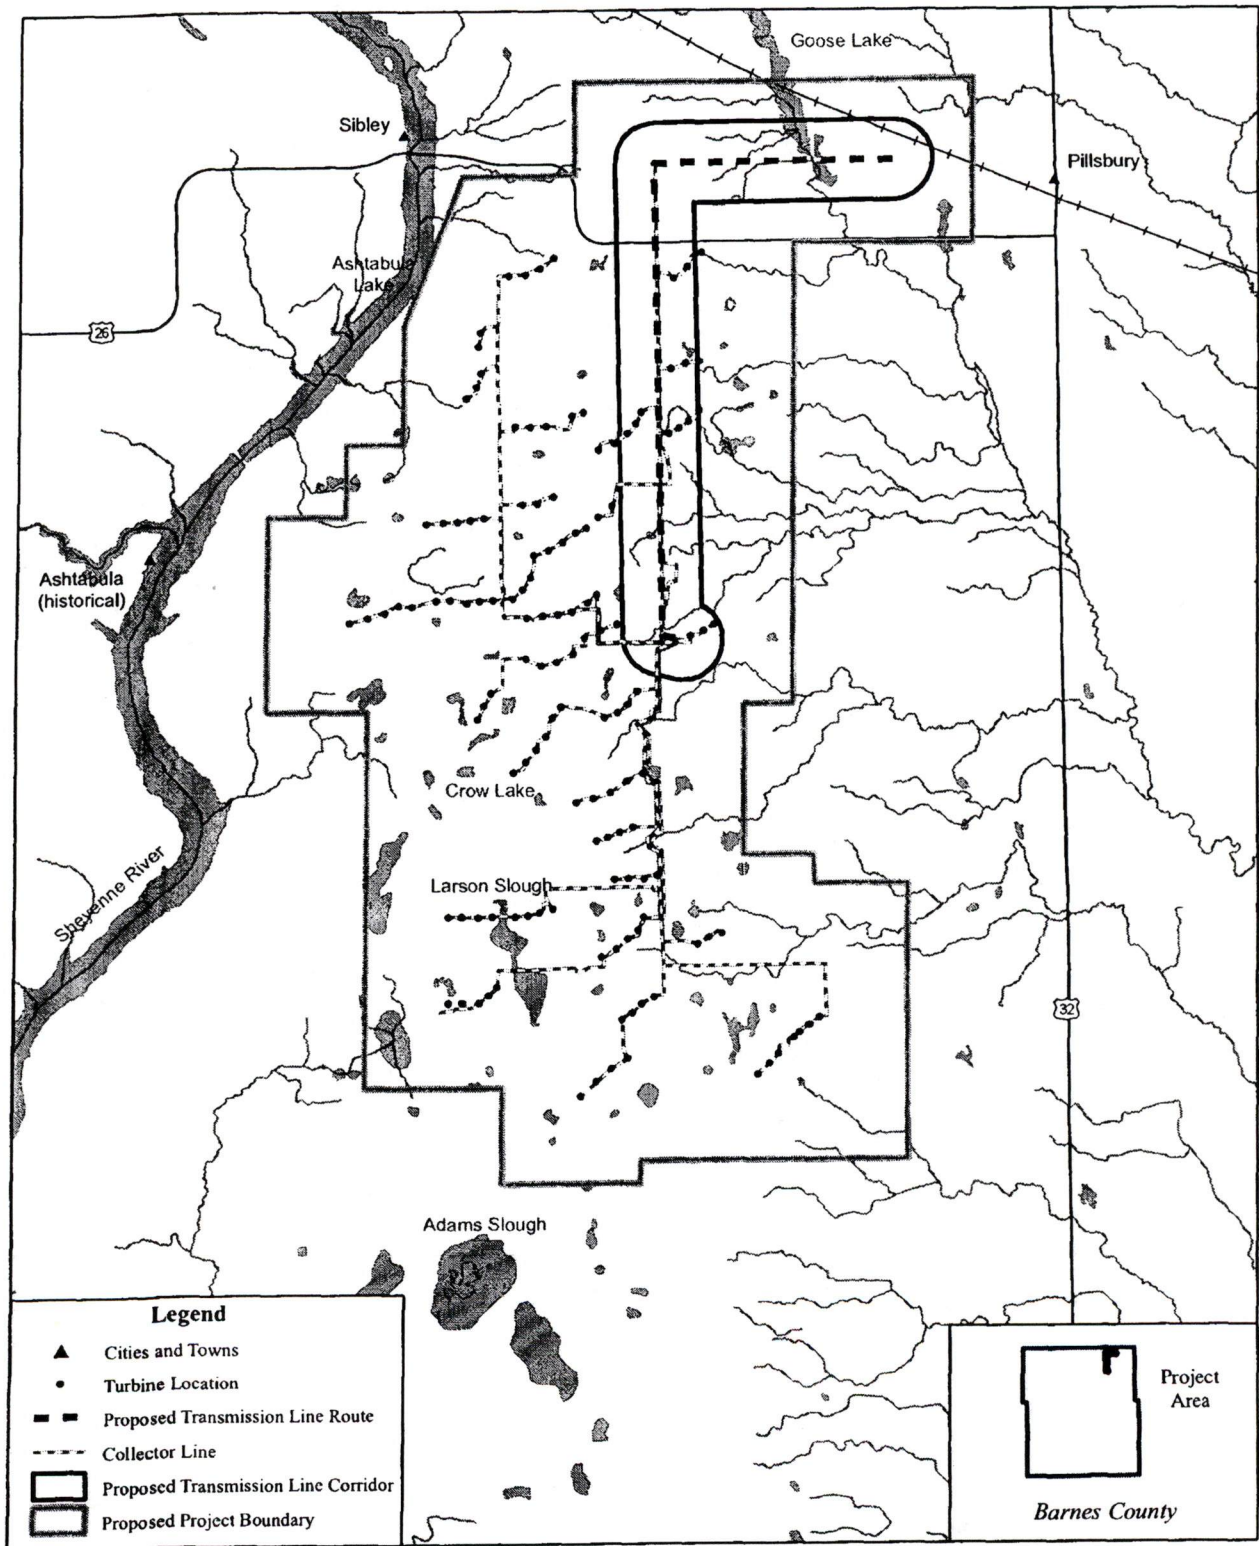 Goose Lake
Sibley
Pillsbury
Ashtabula
Lake
26
Ashtabula
(historical)
Crow Lake
Larson Slough
Sheyenne River
32
Adams Slough
Legend
Cities and Towns
Turbine Location
Proposed Transmission Line Route
Collector Line
Proposed Transmission Line Corridor
Proposed Project Boundary
Project
Area
Barnes County